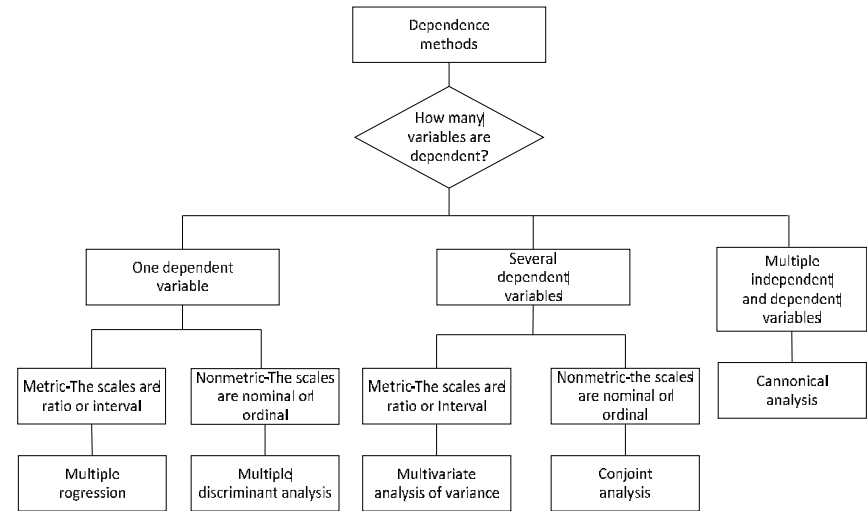 Dependence
methods
How many
variables are
dependent?
One dependent
variable
Several
dependent
variables
Multiple
independent
and dependent
variables
Metric-The scales are
ratio or interval
Nonmetric-The scales
are nominal or
ordinal
Metric-The scales are
ratio or Interval
Nonmetric-the scales
are nominal or
ordinal
Cannonical
analysis
Multiple
rogression
Multiple
discriminant analysis
Multivariate
analysis of variance
Conjoint
analysis